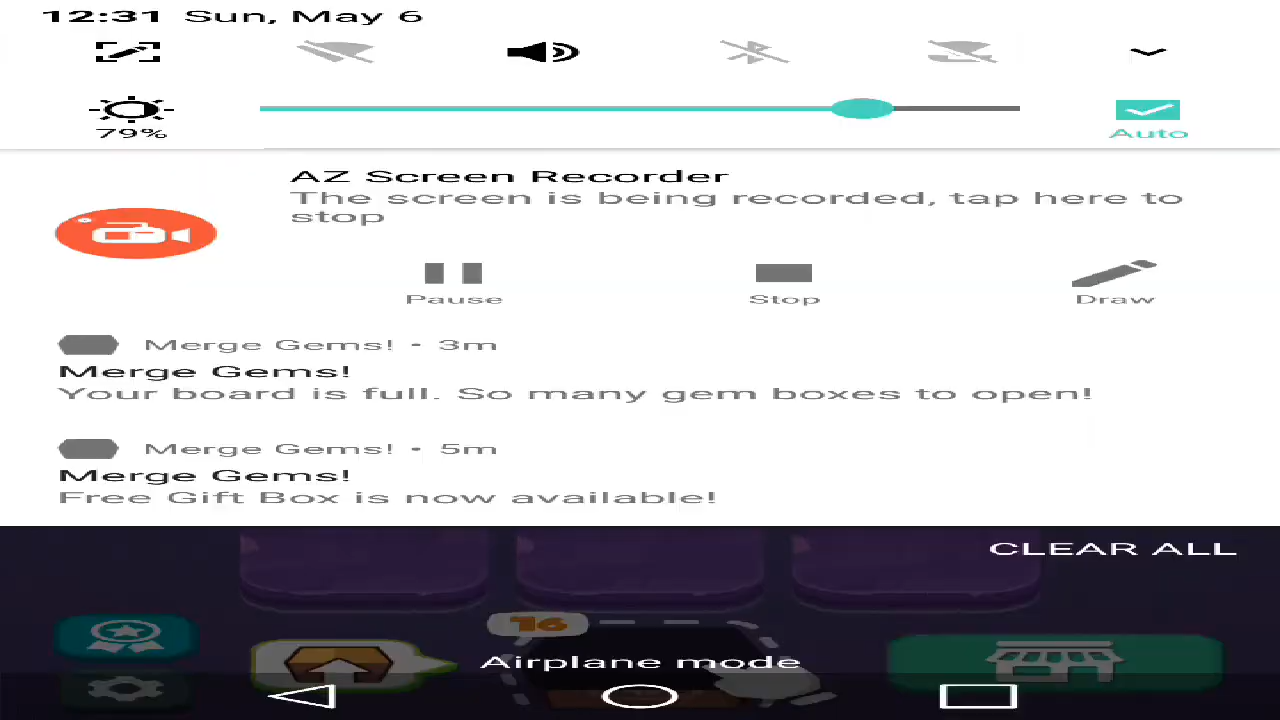 12:31 Sun, May 6
79%
Auto
AZ Screen Recorder
The screen is being recorded, tap here to
stop
Pause Stop Draw
Merge Gems! • 3m
Merge Gems!
Your board is full. So many gem boxes to open!
Merge Gems! • 5m
Merge Gems!
Free Gift Box is now available!
CLEAR ALL
16
Airplane mode